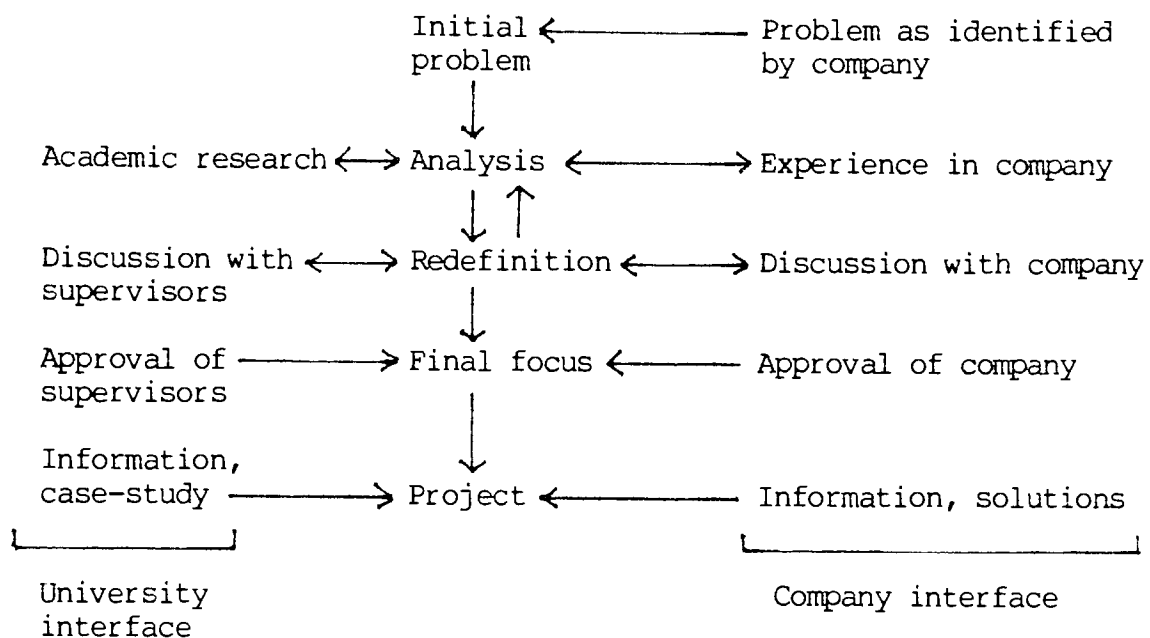 Initial
problem
Problem as identified
by company
Academic research
Analysis
Experience in company
Discussion with
supervisors
Redefinition
Discussion with company
Approval of
supervisors
Final focus
Approval of company
Information,
case-study
Project
Information, solutions
University
interface
Company interface